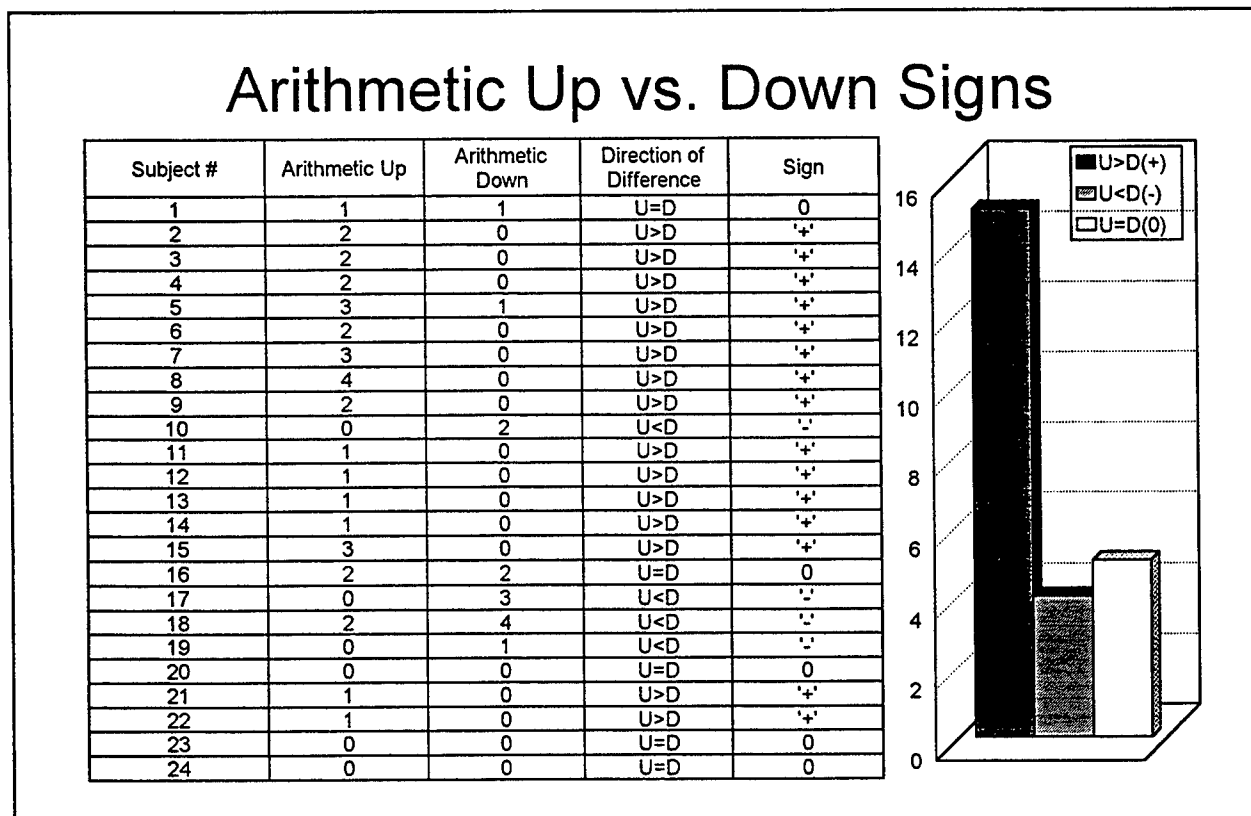 Arithmetic Up vs. Down Signs
Subject # Arithmetic Up Arithmetic Down Direction of Difference Sign
1 1 1 U=D 0
2 2 0 U>D '+'
3 2 0 U>D '+'
4 2 0 U>D '+'
5 3 1 U>D '+'
6 2 0 U>D '+'
7 3 0 U>D '+'
8 4 0 U>D '+'
9 2 0 U>D '+'
10 0 2 U<D '-'
11 1 0 U>D '+'
12 1 0 U>D '+'
13 1 0 U>D '+'
14 1 0 U>D '+'
15 3 0 U>D '+'
16 2 2 U=D 0
17 0 3 U<D '-'
18 2 4 U<D '-'
19 0 1 U<D '-'
20 0 0 U=D 0
21 1 0 U>D '+'
22 1 0 U>D '+'
23 0 0 U=D 0
24 0 0 U=D 0
U>D(+)
U<D(-)
U=D(0)
16
14
12
10
8
6
4
2
0